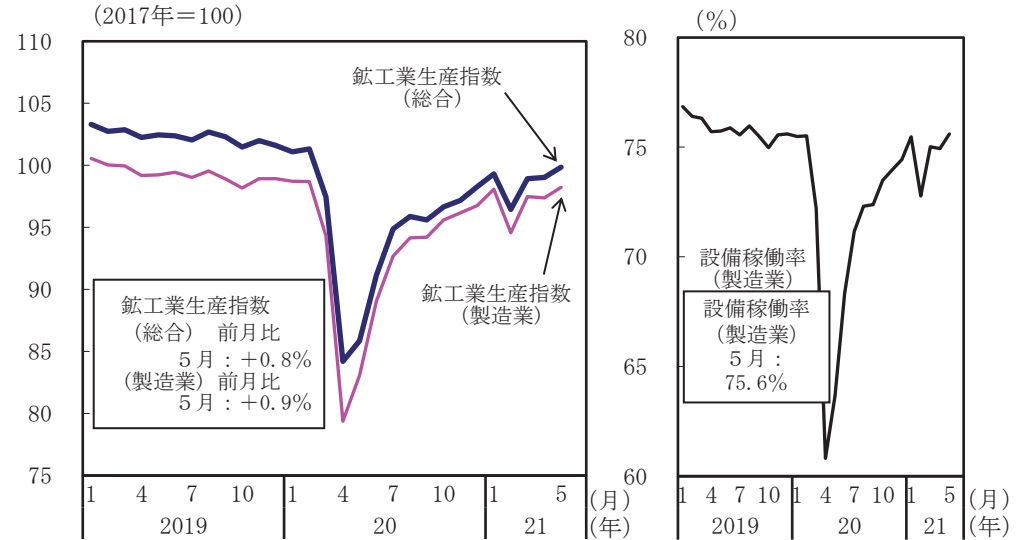 (2017年＝100)
110
105
100
95
90
85
80
75
鉱工業生産指数
(総合)
鉱工業生産指数
(製造業)
鉱工業生産指数
(総合) 前月比
５月：＋0.8%
(製造業) 前月比
５月：＋0.9%
1 4 7 10 1 4 7 10 1 5 (月)
2019 20 21 (年)
(%)
80
75
70
65
60
設備稼働率
(製造業)
設備稼働率
(製造業)
５月：
75.6%
1 4 7 10 1 4 7 10 1 5 (月)
2019 20 21 (年)